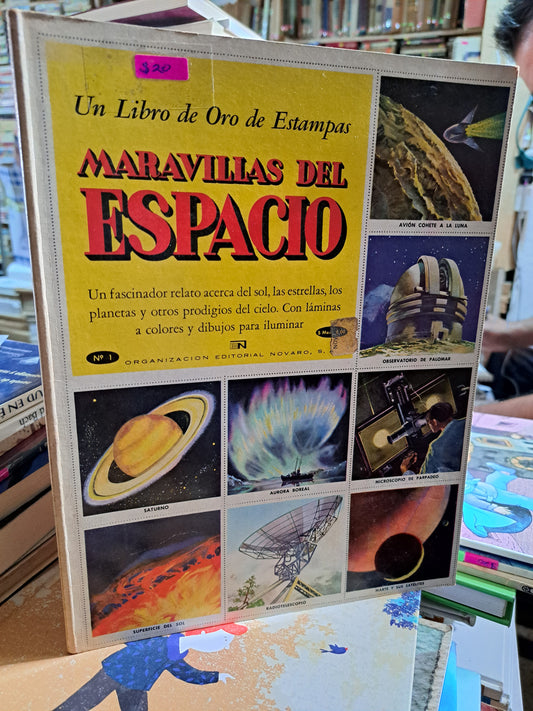 $20
Un Libro de Oro de Estampas
MARAVILLAS DEL
ESPACIO
Un fascinador relato acerca del sol, las estrellas, los
planetas y otros prodigios del cielo. Con láminas
a colores y dibujos para iluminar
Nº 1
ORGANIZACION EDITORIAL NOVARO, S.
AVIÓN COHETE A LA LUNA
OBSERVATORIO DE PALOMAR
SATURNO
AURORA BOREAL
MICROSCOPIO DE PARPADEO
SUPERFICIE DEL SOL
RADIOTELESCOPIO
MARTE Y SUS SATÉLITES